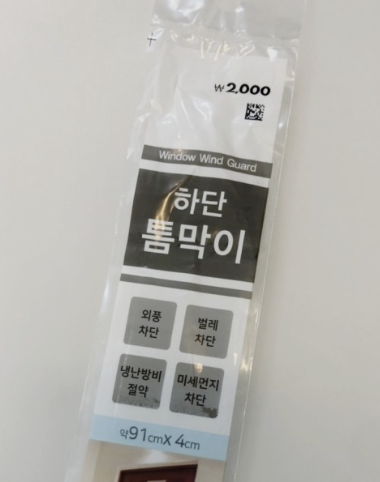 ₩2,000
Window Wind Guard
하단
틈막이
외풍
차단
벌레
차단
냉난방비
절약
미세먼지
차단
약91cm x 4cm